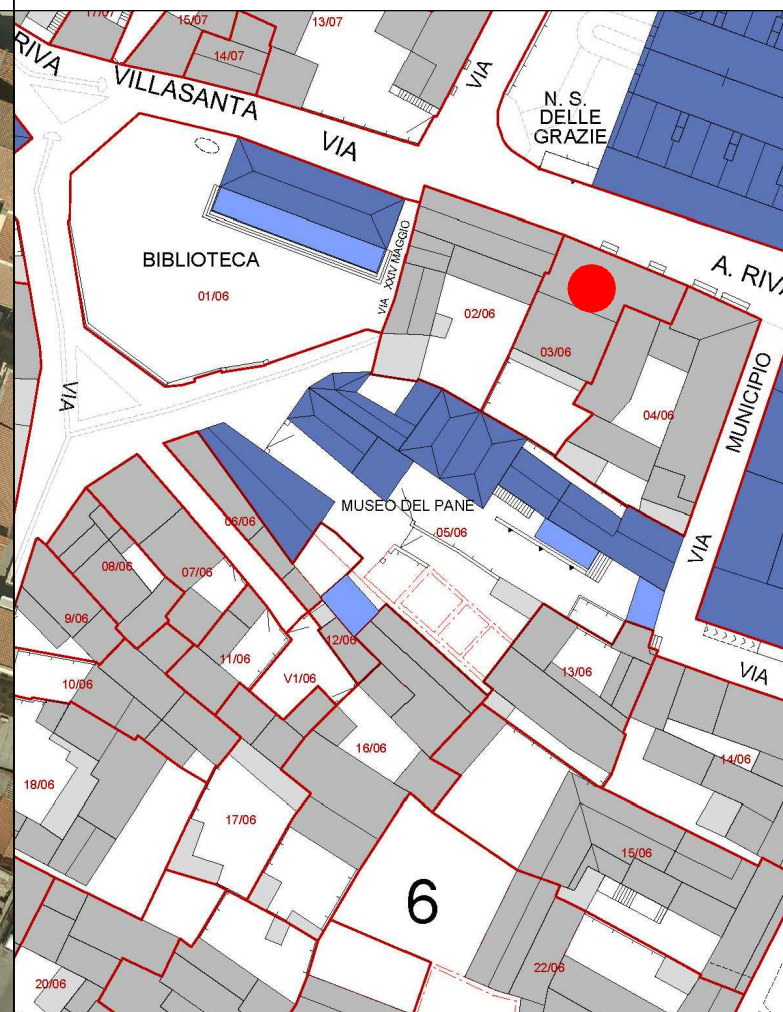 17/07
15/07
13/07
14/07
RIVA
VILLASANTA
VIA
VIA
N. S.
DELLE
GRAZIE
BIBLIOTECA
01/06
VIA XXIV MAGGIO
02/06
A. RIVA
03/06
04/06
VIA
MUNICIPIO
MUSEO DEL PANE
05/06
06/06
VIA
08/06
07/06
9/06
12/06
11/06
13/06
VIA
10/06
V1/06
16/06
14/06
18/06
17/06
15/06
6
22/06
20/06